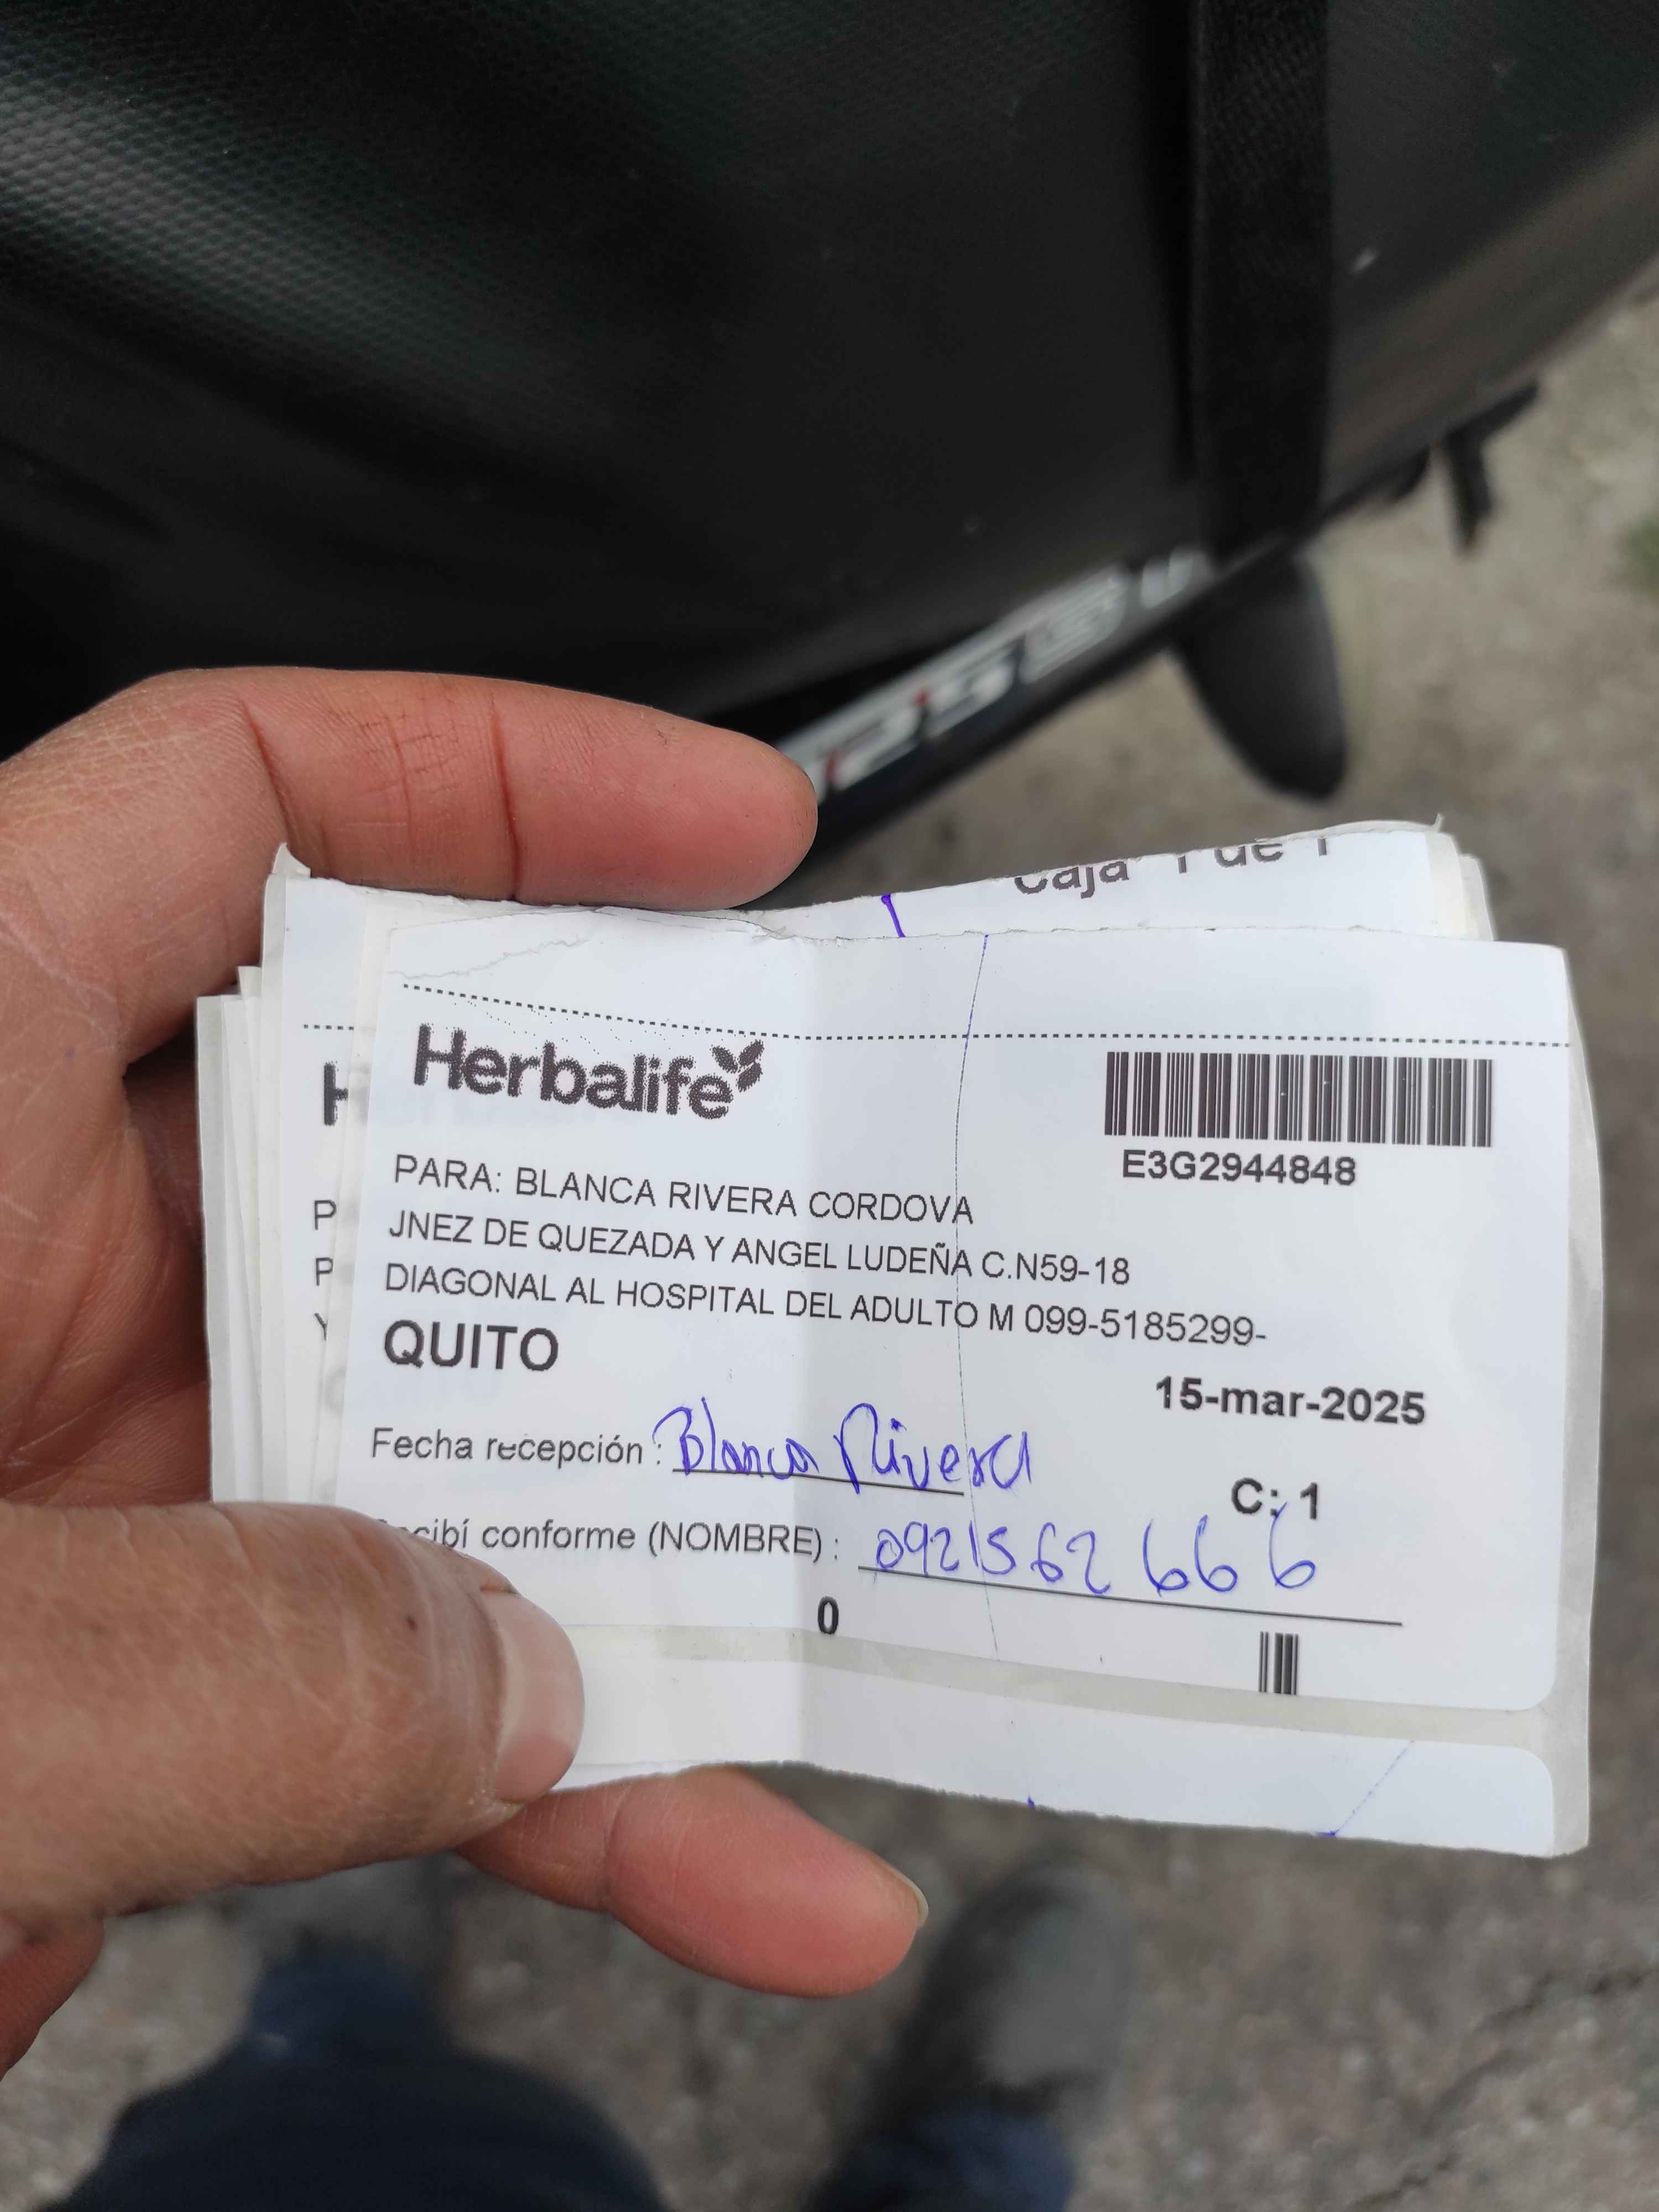 Caja 1 de 1
Herbalife
E3G2944848
PARA: BLANCA RIVERA CORDOVA
JNEZ DE QUEZADA Y ANGEL LUDEÑA C.N59-18
DIAGONAL AL HOSPITAL DEL ADULTO M 099-5185299-
QUITO
15-mar-2025
Fecha recepción : Blanca Rivera
C: 1
conforme (NOMBRE) : 0921562666
0
H
P
P
Y